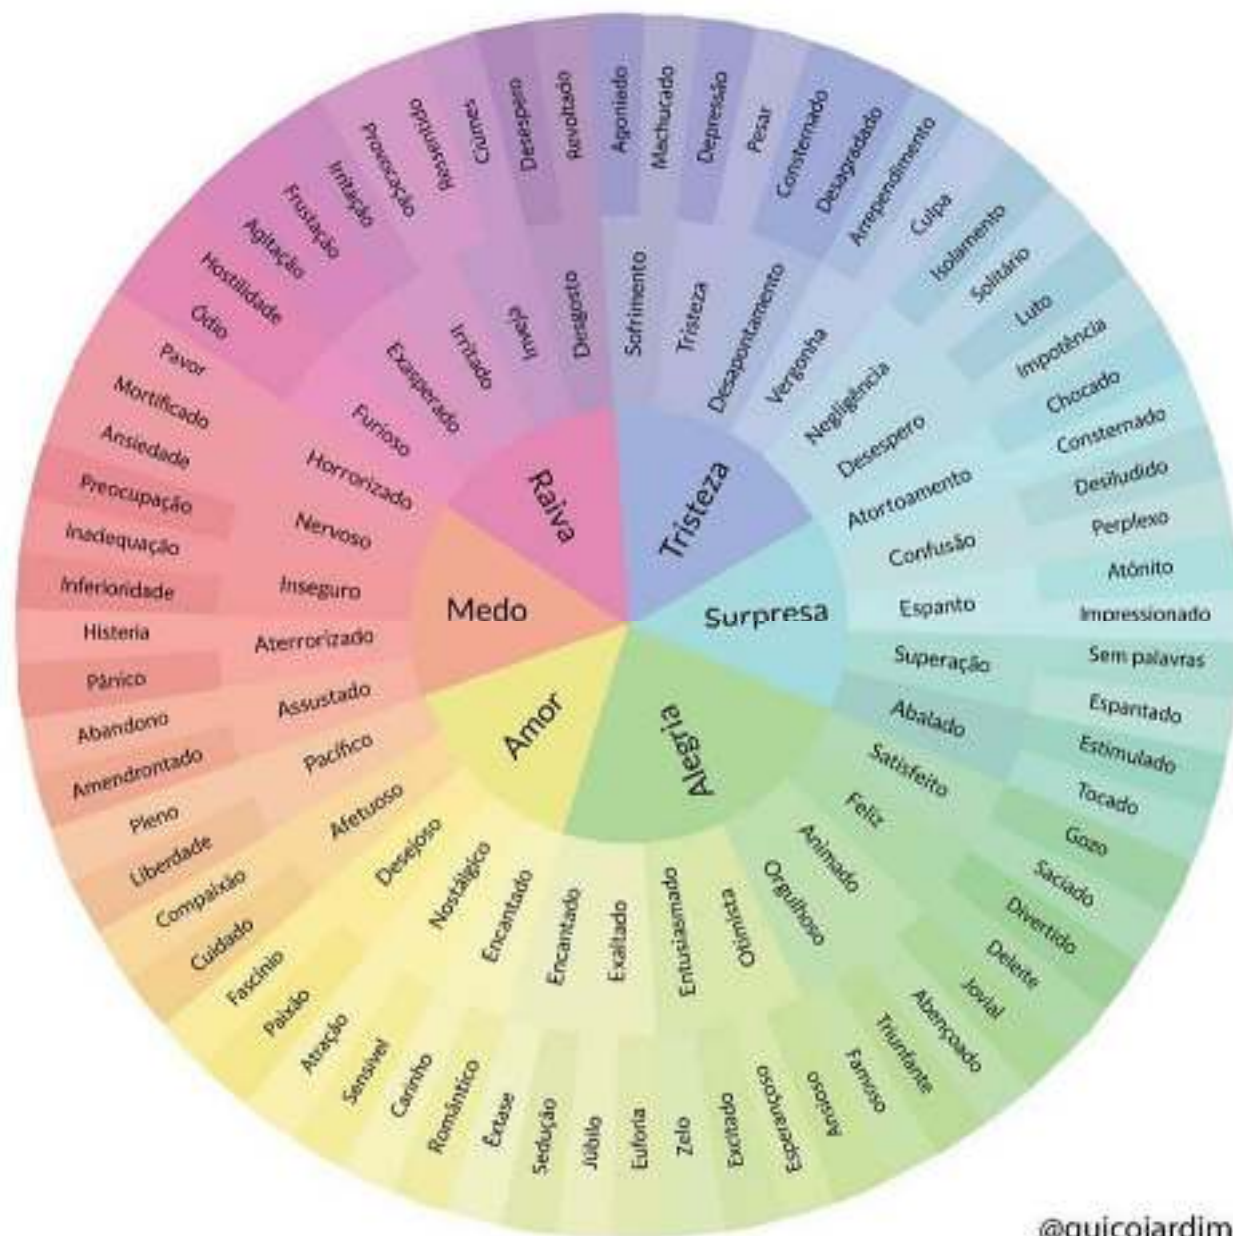 Raiva
Tristeza
Surpresa
Alegria
Amor
Medo
Sofrimento
Tristeza
Desapontamento
Vergonha
Negligência
Desespero
Atortoamento
Confusão
Espanto
Superação
Abalado
Satisfeito
Feliz
Animado
Orgulhoso
Otimista
Entusiasmado
Exaltado
Encantado
Encantado
Nostálgico
Desejoso
Afetuoso
Pacífico
Assustado
Aterrorizado
Inseguro
Nervoso
Horrorizado
Furioso
Exasperado
Irritado
Inveja
Desgosto
Agoniado
Machucado
Depressão
Pesar
Consternado
Desagradado
Arrependimento
Culpa
Isolamento
Solitário
Luto
Impotência
Chocado
Consternado
Desiludido
Perplexo
Atônito
Impressionado
Sem palavras
Espantado
Estimulado
Tocado
Gozo
Saciado
Divertido
Deleite
Jovial
Abençoado
Triunfante
Famoso
Ansioso
Esperançoso
Excitado
Zelo
Euforia
Júbilo
Sedução
Êxtase
Romântico
Carinho
Sensível
Atração
Paixão
Fascínio
Cuidado
Compaixão
Liberdade
Pleno
Amendrontado
Abandono
Pânico
Histeria
Inferioridade
Inadequação
Preocupação
Ansiedade
Mortificado
Pavor
Ódio
Hostilidade
Agitação
Frustação
Irritação
Provocação
Ressentido
Ciúmes
Desespero
Revoltado
@quicojardim